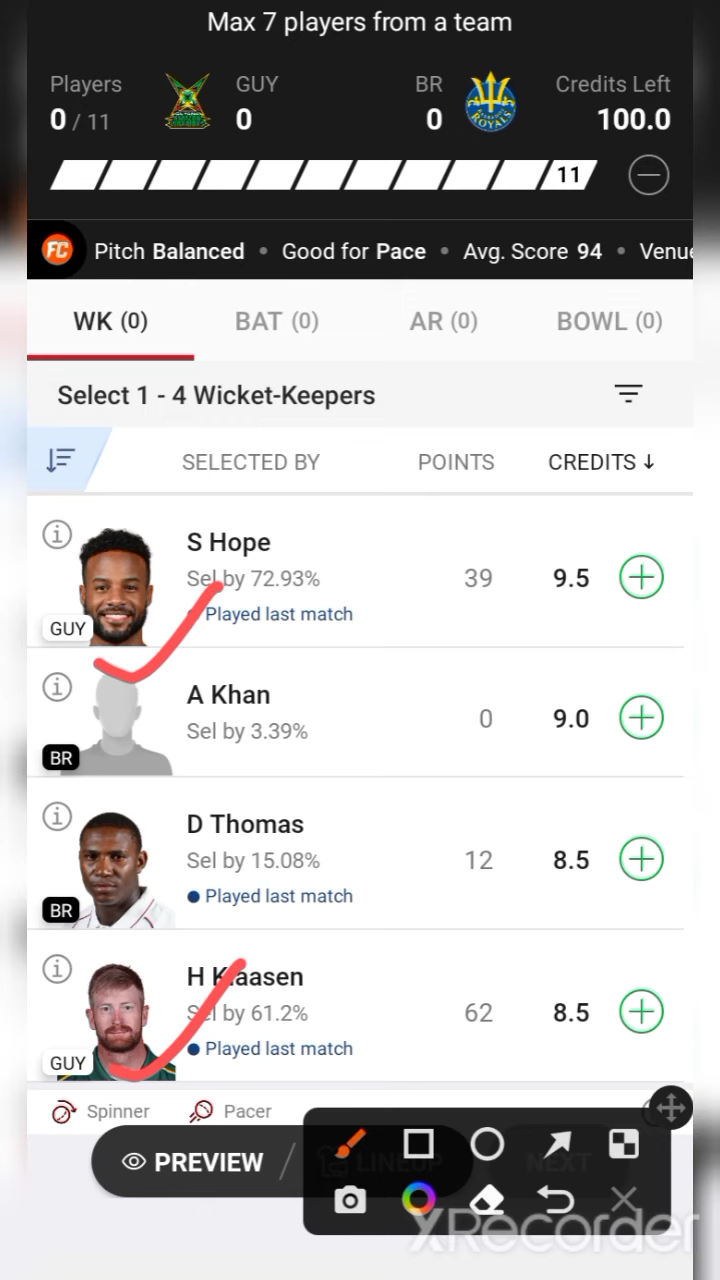 Max 7 players from a team
Players GUY BR Credits Left
0 / 11 0 0 100.0
ROYALS
11
FC Pitch Balanced • Good for Pace • Avg. Score 94 • Venue
WK (0) BAT (0) AR (0) BOWL (0)
Select 1 - 4 Wicket-Keepers
SELECTED BY POINTS CREDITS ↓
S Hope
Sel by 72.93% 39 9.5
Played last match
GUY
A Khan
Sel by 3.39% 0 9.0
BR
D Thomas
Sel by 15.08% 12 8.5
Played last match
BR
H Klaasen
Sel by 61.2% 62 8.5
Played last match
GUY
Spinner Pacer
PREVIEW / LINEUP NEXT
XRecorder